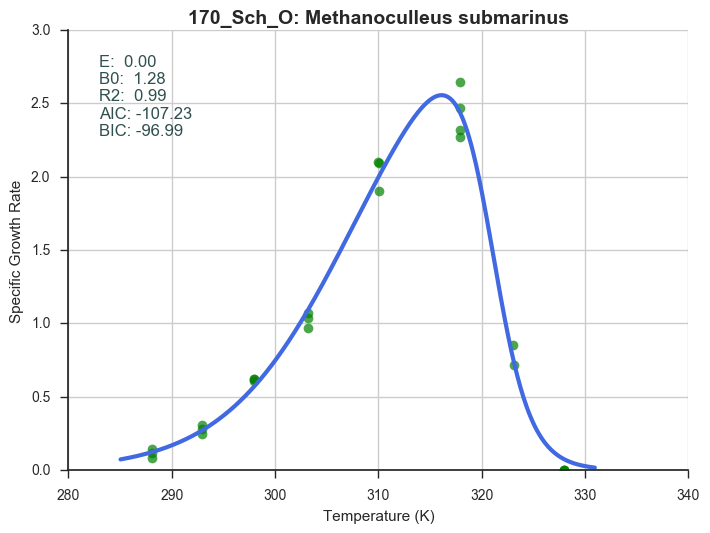 170_Sch_O: Methanoculleus submarinus
E:  0.00
B0:  1.28
R2:  0.99
AIC: -107.23
BIC: -96.99
Specific Growth Rate
3.0
2.5
2.0
1.5
1.0
0.5
0.0
280 290 300 310 320 330 340
Temperature (K)